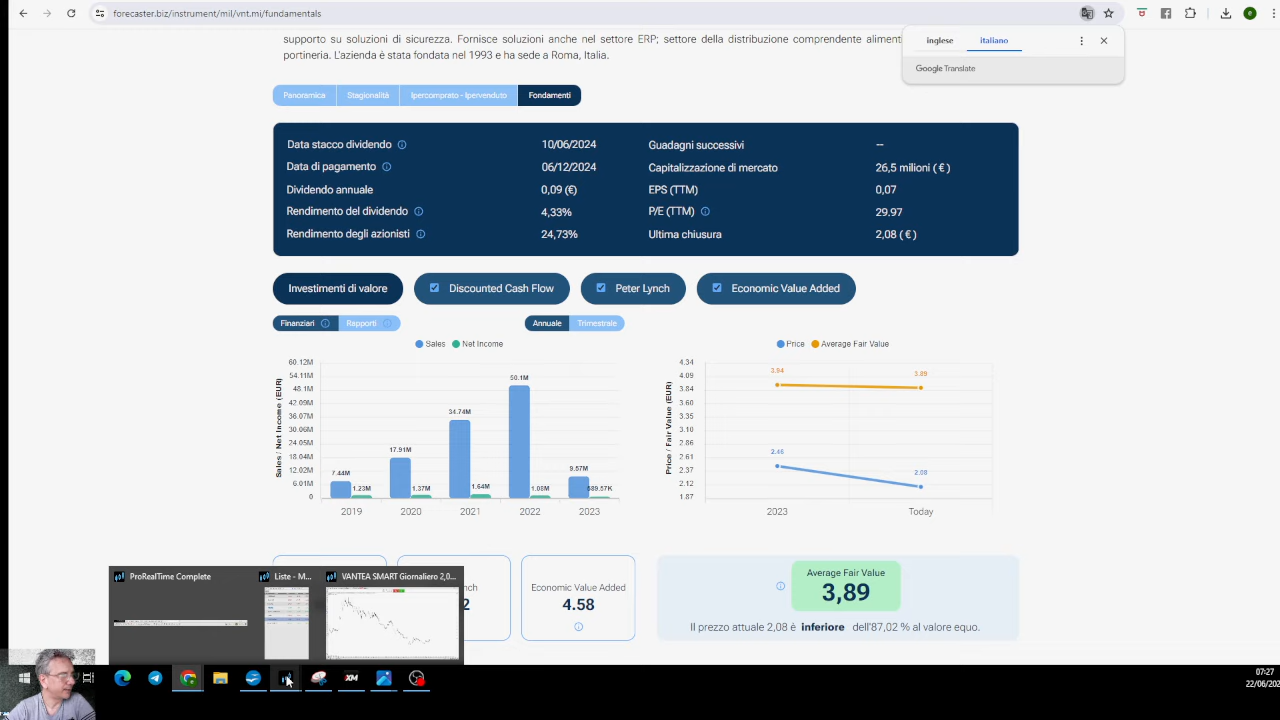 forecaster.biz/instrument/mil/vnt.mi/fundamentals
supporto su soluzioni di sicurezza. Fornisce soluzioni anche nel settore ERP; settore della distribuzione comprendente aliment
portineria. L'azienda è stata fondata nel 1993 e ha sede a Roma, Italia.
inglese italiano
Google Translate
Panoramica Stagionalità Ipercomprato - Ipervenduto Fondamenti
Data stacco dividendo 10/06/2024 Guadagni successivi --
Data di pagamento 06/12/2024 Capitalizzazione di mercato 26,5 milioni ( € )
Dividendo annuale 0,09 (€) EPS (TTM) 0,07
Rendimento del dividendo 4,33% P/E (TTM) 29.97
Rendimento degli azionisti 24,73% Ultima chiusura 2,08 ( € )
Investimenti di valore Discounted Cash Flow Peter Lynch Economic Value Added
Finanziari Rapporti Annuale Trimestrale
Sales Net Income
Sales / Net Income (EUR)
60.12M
54.11M
48.1M
42.09M
36.07M
30.06M
24.05M
18.04M
12.02M
6.01M
0
7.44M 1.23M 17.91M 1.37M 34.74M 1.64M 50.1M 1.08M 9.57M 589.57K
2019 2020 2021 2022 2023
Price Average Fair Value
Price / Fair Value (EUR)
4.34
4.09
3.84
3.60
3.35
3.10
2.86
2.61
2.37
2.12
1.87
3.94 3.89
2.46 2.08
2023 Today
ProRealTime Complete Liste - M... VANTEA SMART Giornaliero 2,0...
nch
2
Economic Value Added
4.58
Average Fair Value
3,89
Il prezzo attuale 2,08 è inferiore dell'87,02 % al valore equo.
XM
07:27
22/06/202